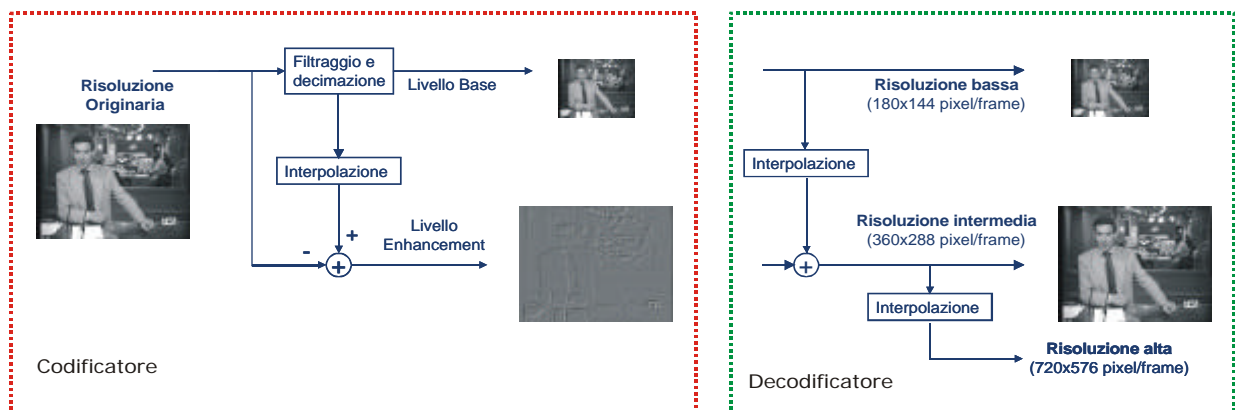 Filtraggio e
decimazione
Livello Base
Risoluzione
Originaria
Interpolazione
Livello
Enhancement
+
-
+
Codificatore
Risoluzione bassa
(180x144 pixel/frame)
Interpolazione
Risoluzione intermedia
(360x288 pixel/frame)
+
Interpolazione
Risoluzione alta
(720x576 pixel/frame)
Decodificatore